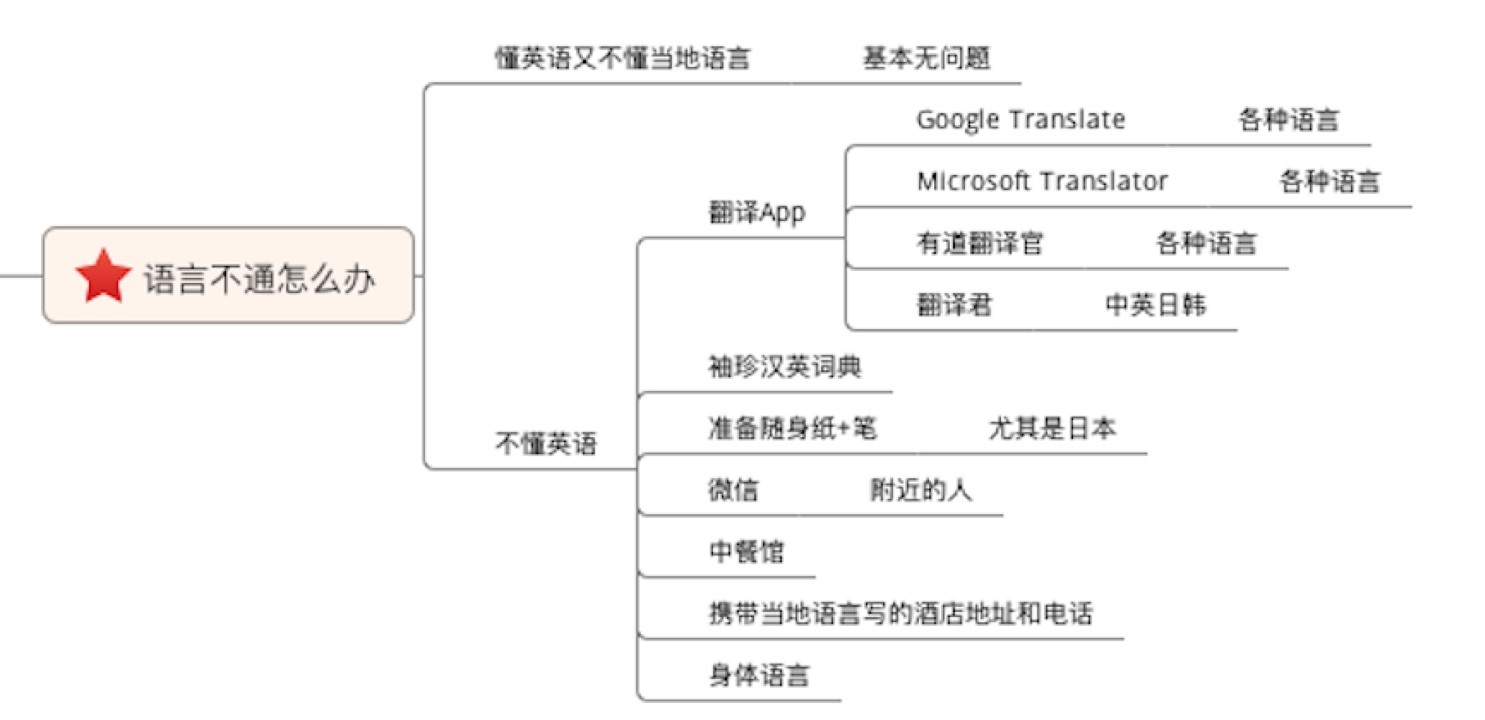 语言不通怎么办
懂英语又不懂当地语言 基本无问题
不懂英语
翻译App
Google Translate 各种语言
Microsoft Translator 各种语言
有道翻译官 各种语言
翻译君 中英日韩
袖珍汉英词典
准备随身纸+笔 尤其是日本
微信 附近的人
中餐馆
携带当地语言写的酒店地址和电话
身体语言